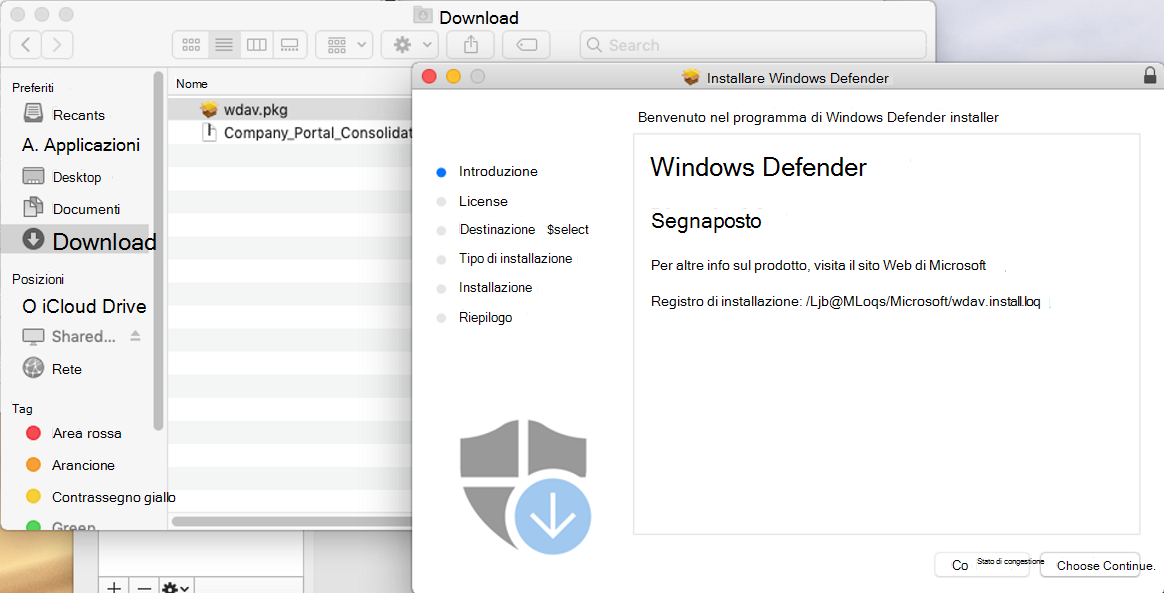 Download
Search
Preferiti
Recants
A. Applicazioni
Desktop
Documenti
Download
Posizioni
O iCloud Drive
Shared...
Rete
Tag
Area rossa
Arancione
Contrassegno giallo
Green
Nome
wdav.pkg
Company_Portal_Consolidat
Installare Windows Defender
Benvenuto nel programma di Windows Defender installer
Introduzione
License
Destinazione $select
Tipo di installazione
Installazione
Riepilogo
Windows Defender
Segnaposto
Per altre info sul prodotto, visita il sito Web di Microsoft
Registro di installazione: /Ljb@MLoqs/Microsoft/wdav.install.loq
Co Stato di congestione
Choose Continue.